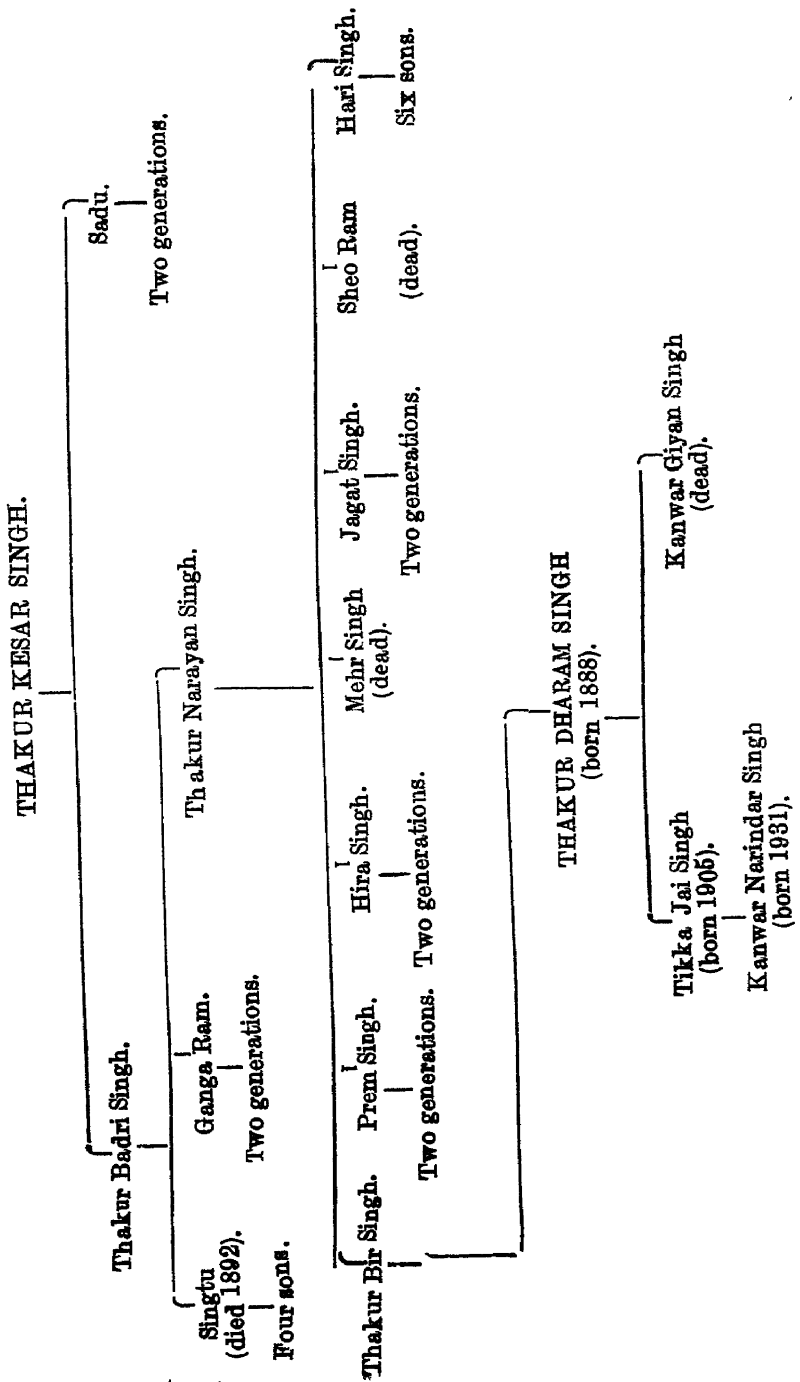 THAKUR KESAR SINGH.
Thakur Badri Singh.
Sadu.
Two generations.
Singtu
(died 1892).
Four sons.
Ganga Ram.
Two generations.
Thakur Narayan Singh.
Thakur Bir Singh.
Prem Singh.
Two generations.
Hira Singh.
Two generations.
Mehr Singh
(dead).
Jagat Singh.
Two generations.
Sheo Ram
(dead).
Hari Singh.
Six sons.
THAKUR DHARAM SINGH
(born 1888).
Tikka Jai Singh
(born 1905).
Kanwar Narindar Singh
(born 1931).
Kanwar Giyan Singh
(dead).